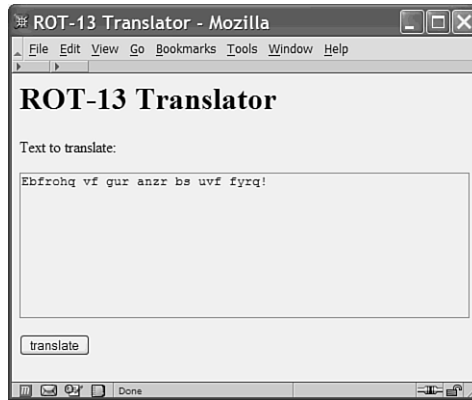 ROT-13 Translator - Mozilla
File Edit View Go Bookmarks Tools Window Help
ROT-13 Translator
Text to translate:
Ebfrohq vf gur anzr bs uvf fyrq!
translate
Done